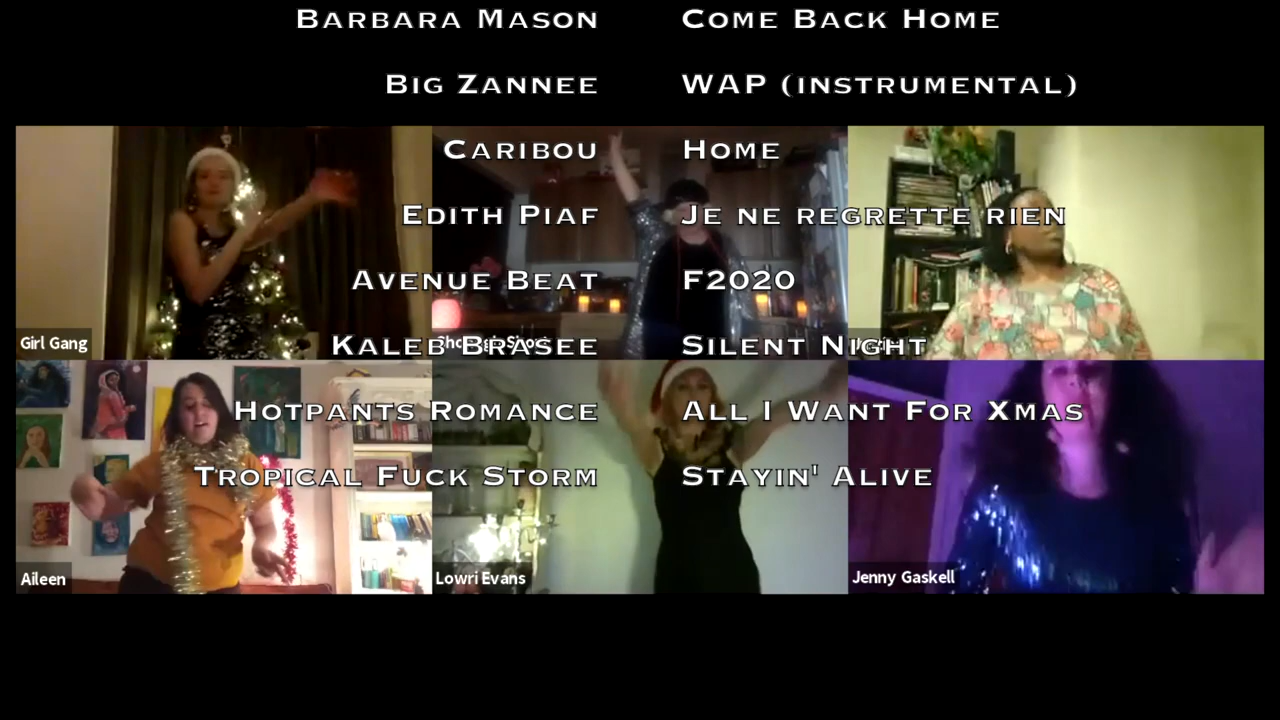 Barbara Mason Come Back Home
Big Zannee WAP (instrumental)
Caribou Home
Edith Piaf Je ne regrette rien
Avenue Beat F2020
Girl Gang
Kaleb Brasee Silent Night
Hotpants Romance All I Want For Xmas
Tropical Fuck Storm Stayin' Alive
Aileen
Lowri Evans
Jenny Gaskell